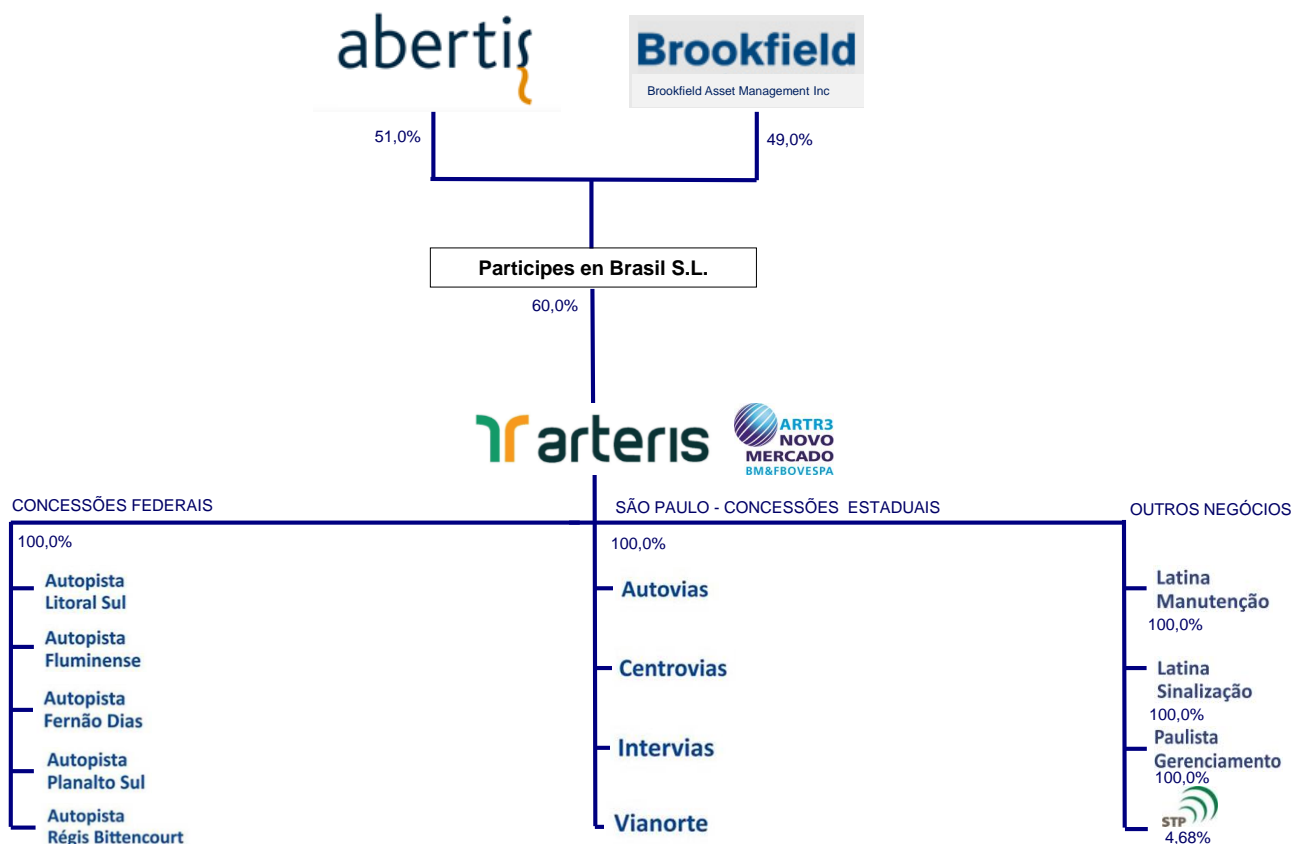 abertis
Brookfield
Brookfield Asset Management Inc
51,0%
49,0%
Participes en Brasil S.L.
60,0%
arteris
ARTR3
NOVO
MERCADO
BM&FBOVESPA
CONCESSÕES FEDERAIS
100,0%
Autopista
Litoral Sul
Autopista
Fluminense
Autopista
Fernão Dias
Autopista
Planalto Sul
Autopista
Régis Bittencourt
SÃO PAULO - CONCESSÕES ESTADUAIS
100,0%
Autovias
Centrovias
Intervias
Vianorte
OUTROS NEGÓCIOS
Latina
Manutenção
100,0%
Latina
Sinalização
100,0%
Paulista
Gerenciamento
100,0%
STP
4,68%